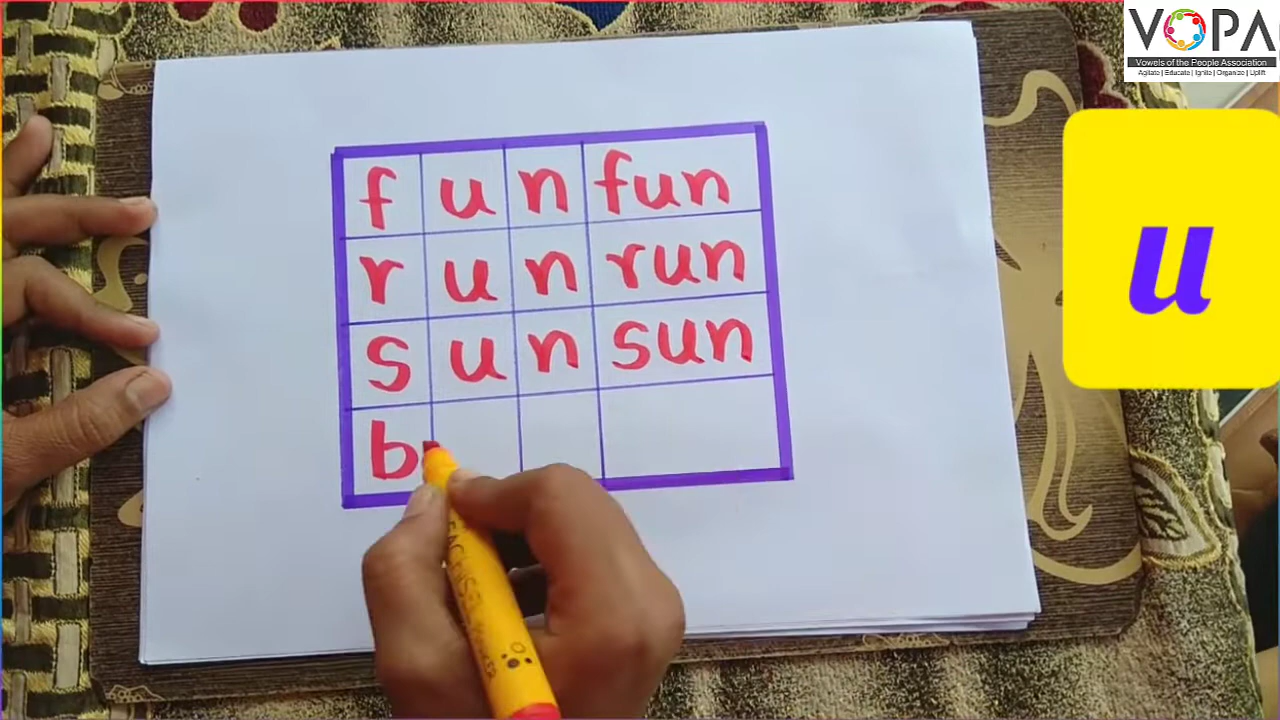 VOPA
Vowels of the People Association
Agitate | Educate | Ignite | Organize | Uplift
u
f u n fun
r u n run
s u n sun
b